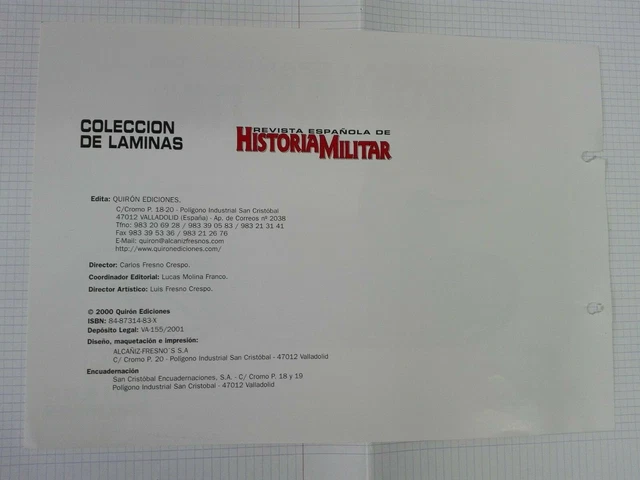 COLECCION
DE LAMINAS
REVISTA ESPAÑOLA DE
HISTORIA MILITAR
Edita: QUIRÓN EDICIONES.
C/Cromo P. 18-20 - Polígono Industrial San Cristóbal
47012 VALLADOLID (España) - Ap. de Correos nº 2038
Tfno: 983 20 69 28 / 983 39 05 83 / 983 21 31 41
Fax 983 39 53 36 / 983 21 26 76
E-Mail: quiron@alcanizfresnos.com
http://www.quironediciones.com/
Director: Carlos Fresno Crespo.
Coordinador Editorial: Lucas Molina Franco.
Director Artístico: Luis Fresno Crespo.
© 2000 Quirón Ediciones
ISBN: 84-87314-83-X
Depósito Legal: VA-155/2001
Diseño, maquetación e impresión:
ALCAÑIZ-FRESNO´S S.A
C/ Cromo P. 20 - Polígono Industrial San Cristóbal - 47012 Valladolid
Encuadernación
San Cristóbal Encuadernaciones, S.A. - C/ Cromo P. 18 y 19
Polígono Industrial San Cristobal - 47012 Valladolid